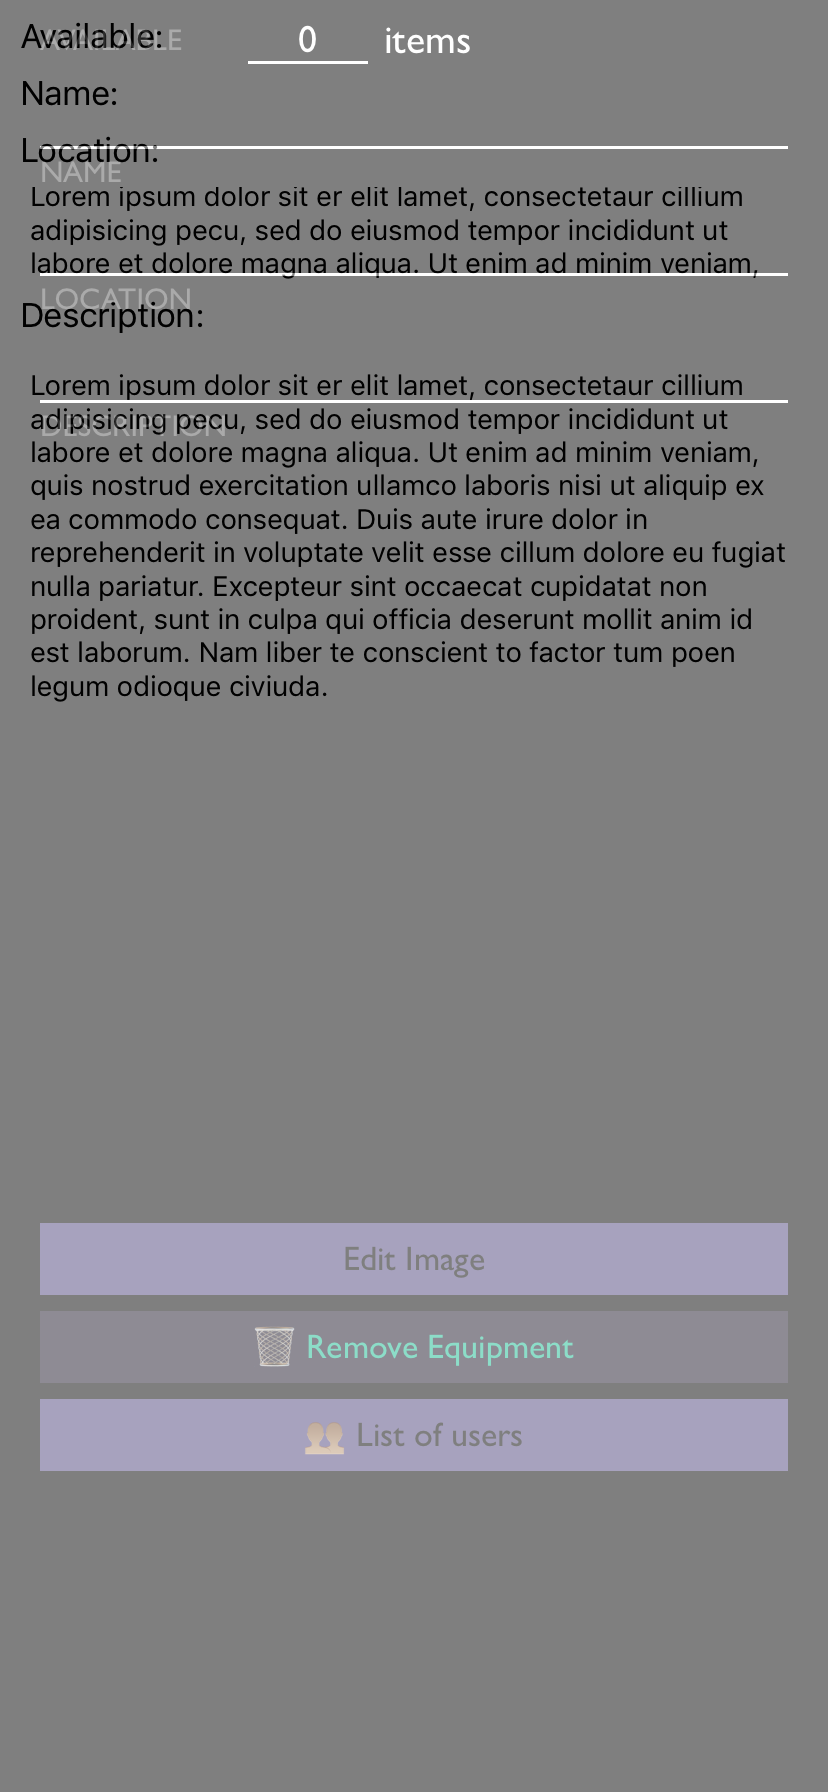 Available:
AVAILABLE
0 items
Name:
Location:
NAME
Lorem ipsum dolor sit er elit lamet, consectetaur cillium
adipisicing pecu, sed do eiusmod tempor incididunt ut
labore et dolore magna aliqua. Ut enim ad minim veniam,
LOCATION
Description:
Lorem ipsum dolor sit er elit lamet, consectetaur cillium
adipisicing pecu, sed do eiusmod tempor incididunt ut
DESCRIPTION
labore et dolore magna aliqua. Ut enim ad minim veniam,
quis nostrud exercitation ullamco laboris nisi ut aliquip ex
ea commodo consequat. Duis aute irure dolor in
reprehenderit in voluptate velit esse cillum dolore eu fugiat
nulla pariatur. Excepteur sint occaecat cupidatat non
proident, sunt in culpa qui officia deserunt mollit anim id
est laborum. Nam liber te conscient to factor tum poen
legum odioque civiuda.
Edit Image
Remove Equipment
List of users